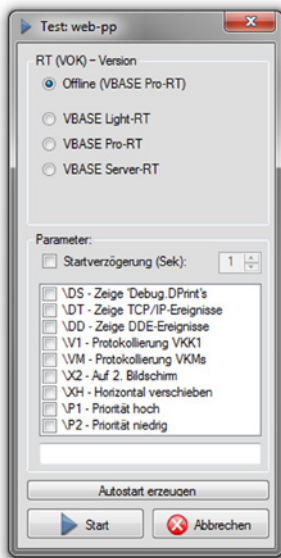 Test: web-pp
RT (VOK) – Version
Offline (VBASE Pro-RT)
VBASE Light-RT
VBASE Pro-RT
VBASE Server-RT
Parameter:
Startverzögerung (Sek): 1
\DS - Zeige 'Debug.DPrint's
\DT - Zeige TCP/IP-Ereignisse
\DD - Zeige DDE-Ereignisse
\V1 - Protokollierung VKK1
\VM - Protokollierung VKMs
\X2 - Auf 2. Bildschirm
\XH - Horizontal verschieben
\P1 - Priorität hoch
\P2 - Priorität niedrig
Autostart erzeugen
Start Abbrechen